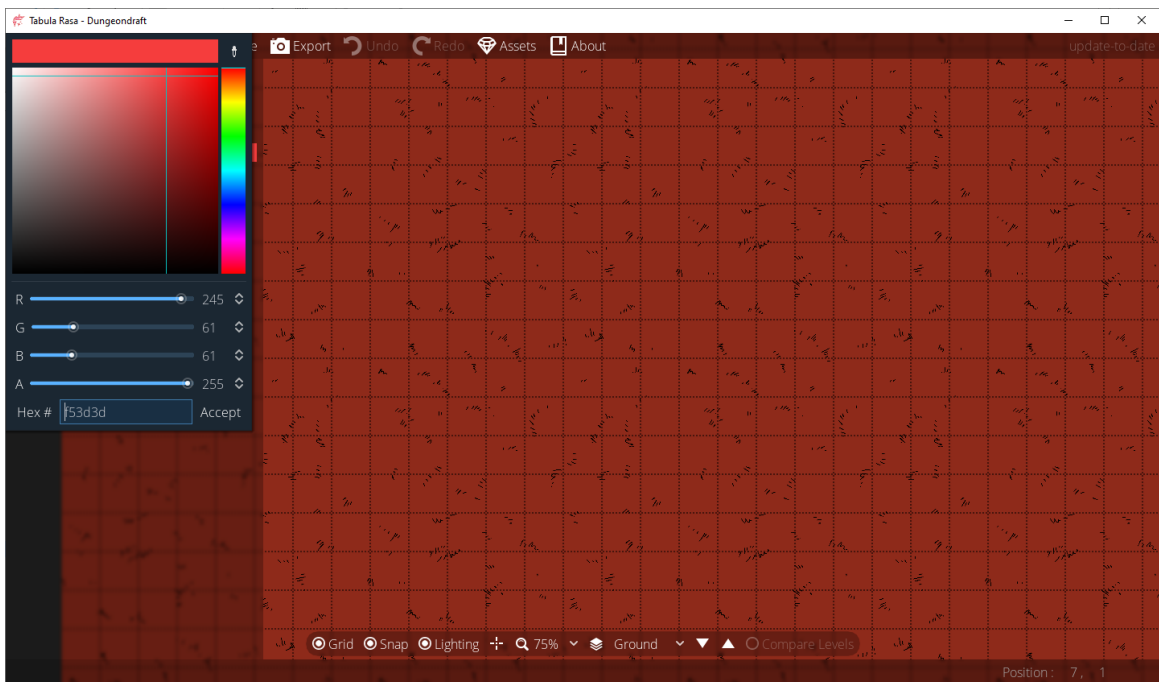 Tabula Rasa - Dungeondraft
e Export Undo Redo Assets About update-to-date
R 245
G 61
B 61
A 255
Hex # f53d3d Accept
Grid Snap Lighting 75% Ground Compare Levels
Position : 7, 1